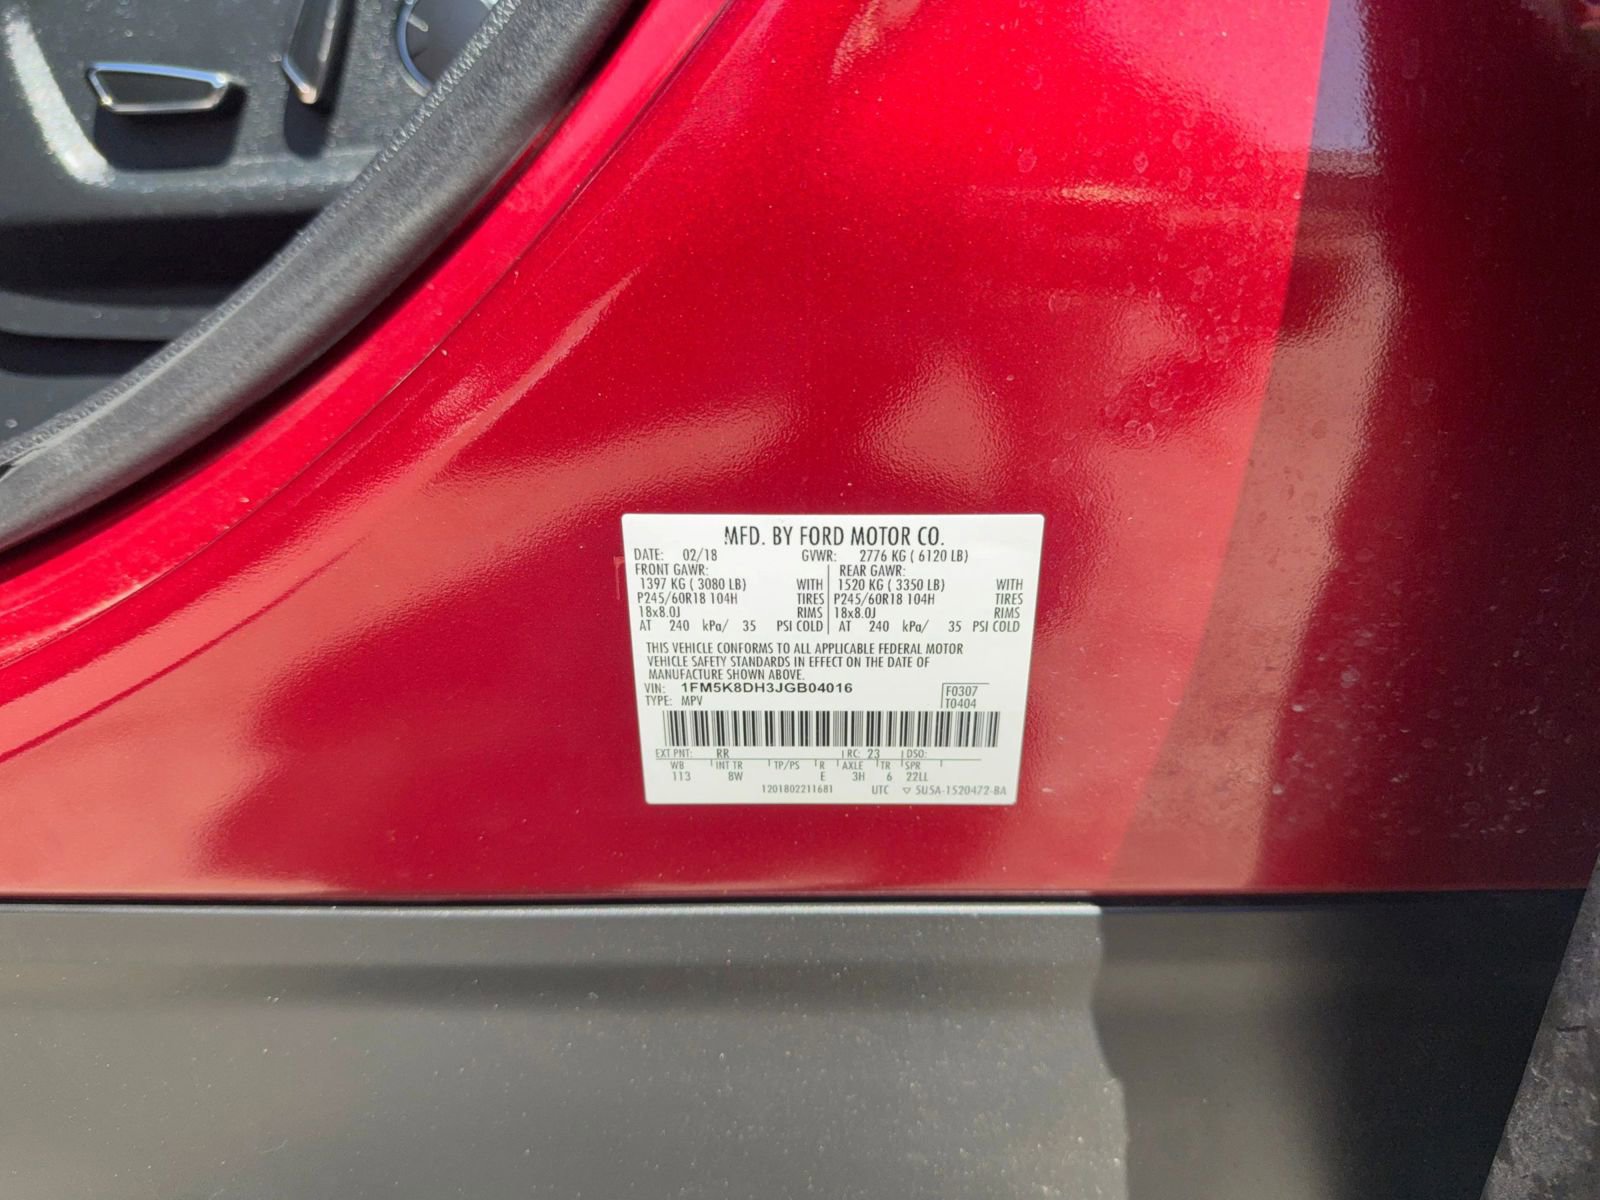 MFD. BY FORD MOTOR CO.
DATE: 02/18 GVWR: 2776 KG ( 6120 LB)
FRONT GAWR: REAR GAWR:
1397 KG ( 3080 LB) WITH 1520 KG ( 3350 LB) WITH
P245/60R18 104H TIRES P245/60R18 104H TIRES
18x8.0J RIMS 18x8.0J RIMS
AT 240 kPa/ 35 PSI COLD AT 240 kPa/ 35 PSI COLD
THIS VEHICLE CONFORMS TO ALL APPLICABLE FEDERAL MOTOR
VEHICLE SAFETY STANDARDS IN EFFECT ON THE DATE OF
MANUFACTURE SHOWN ABOVE.
VIN: 1FM5K8DH3JGB04016 F0307
TYPE: MPV T0404
EXT PNT: RR RC: 23 DSO:
WB INT TR TP/PS R AXLE TR SPR
113 8W E 3H 6 22LL
1201802211681 UTC ▽ 5U5A-1520472-BA